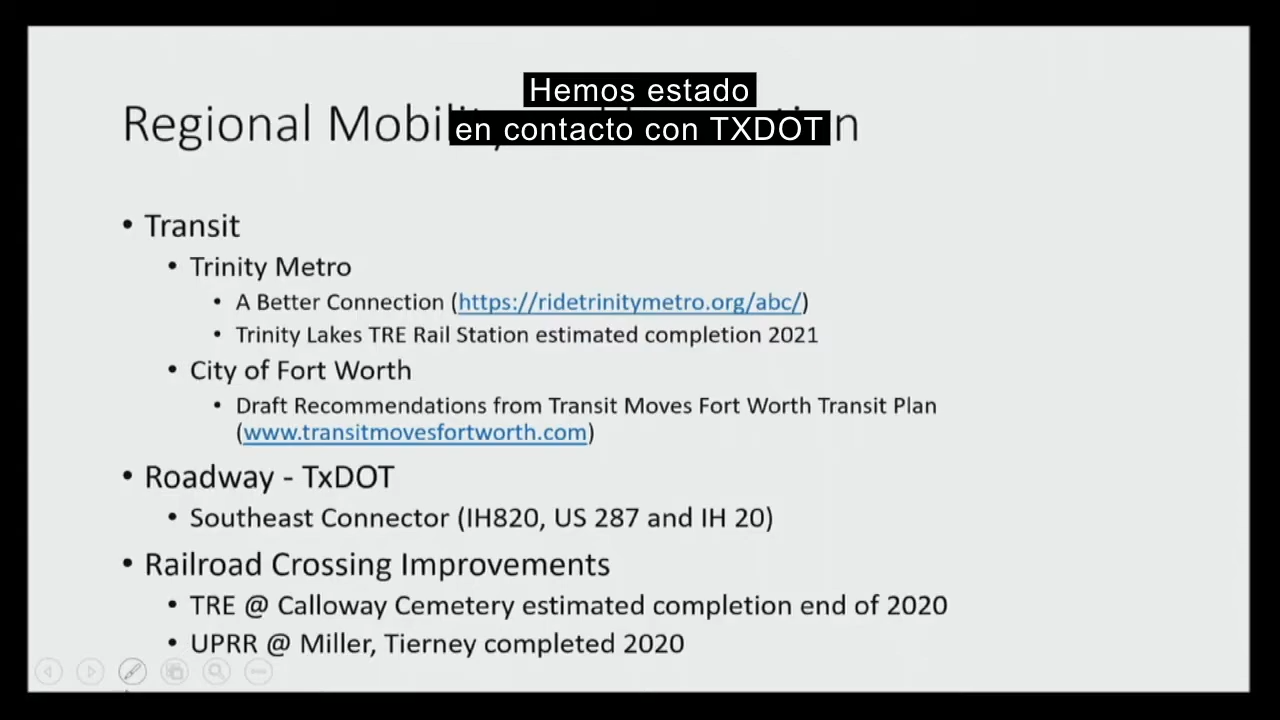 Hemos estado
en contacto con TXDOT
Regional Mobil
• Transit
• Trinity Metro
• A Better Connection (https://ridetrinitymetro.org/abc/)
• Trinity Lakes TRE Rail Station estimated completion 2021
• City of Fort Worth
• Draft Recommendations from Transit Moves Fort Worth Transit Plan
(www.transitmovesfortworth.com)
• Roadway - TxDOT
• Southeast Connector (IH820, US 287 and IH 20)
• Railroad Crossing Improvements
• TRE @ Calloway Cemetery estimated completion end of 2020
• UPRR @ Miller, Tierney completed 2020